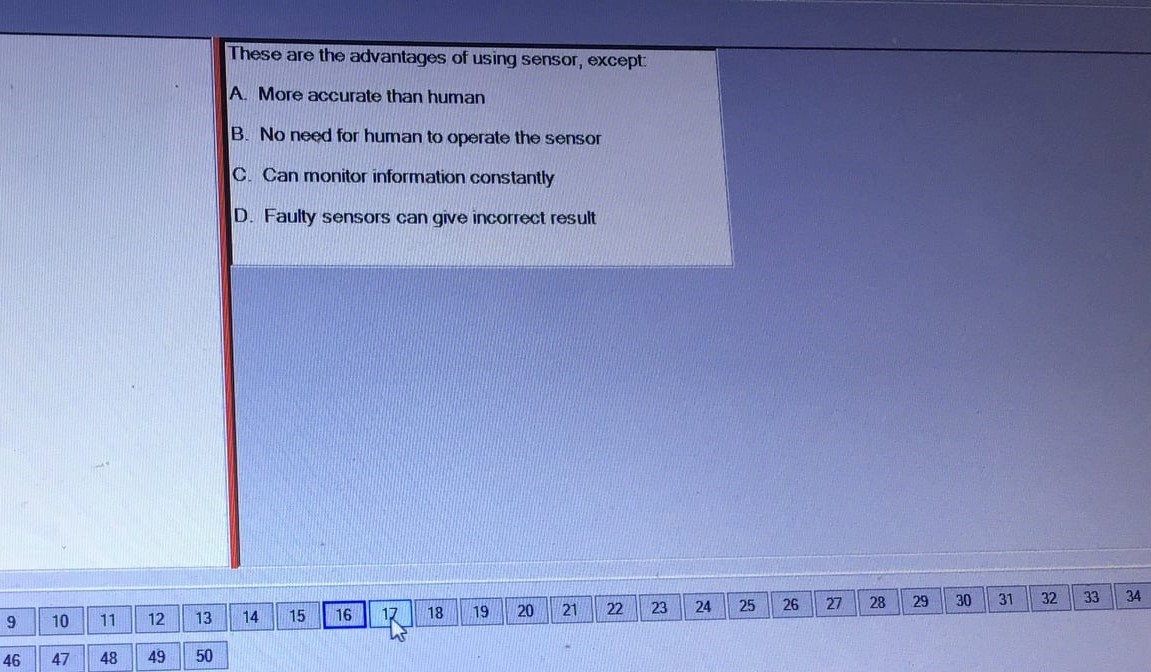 These are the advantages of using sensor, except:
A. More accurate than human
B. No need for human to operate the sensor
C. Can monitor information constantly
D. Faulty sensors can give incorrect result
9 10 11 12 13 14 15 16 17 18 19 20 21 22 23 24 25 26 27 28 29 30 31 32 33 34
46 47 48 49 50